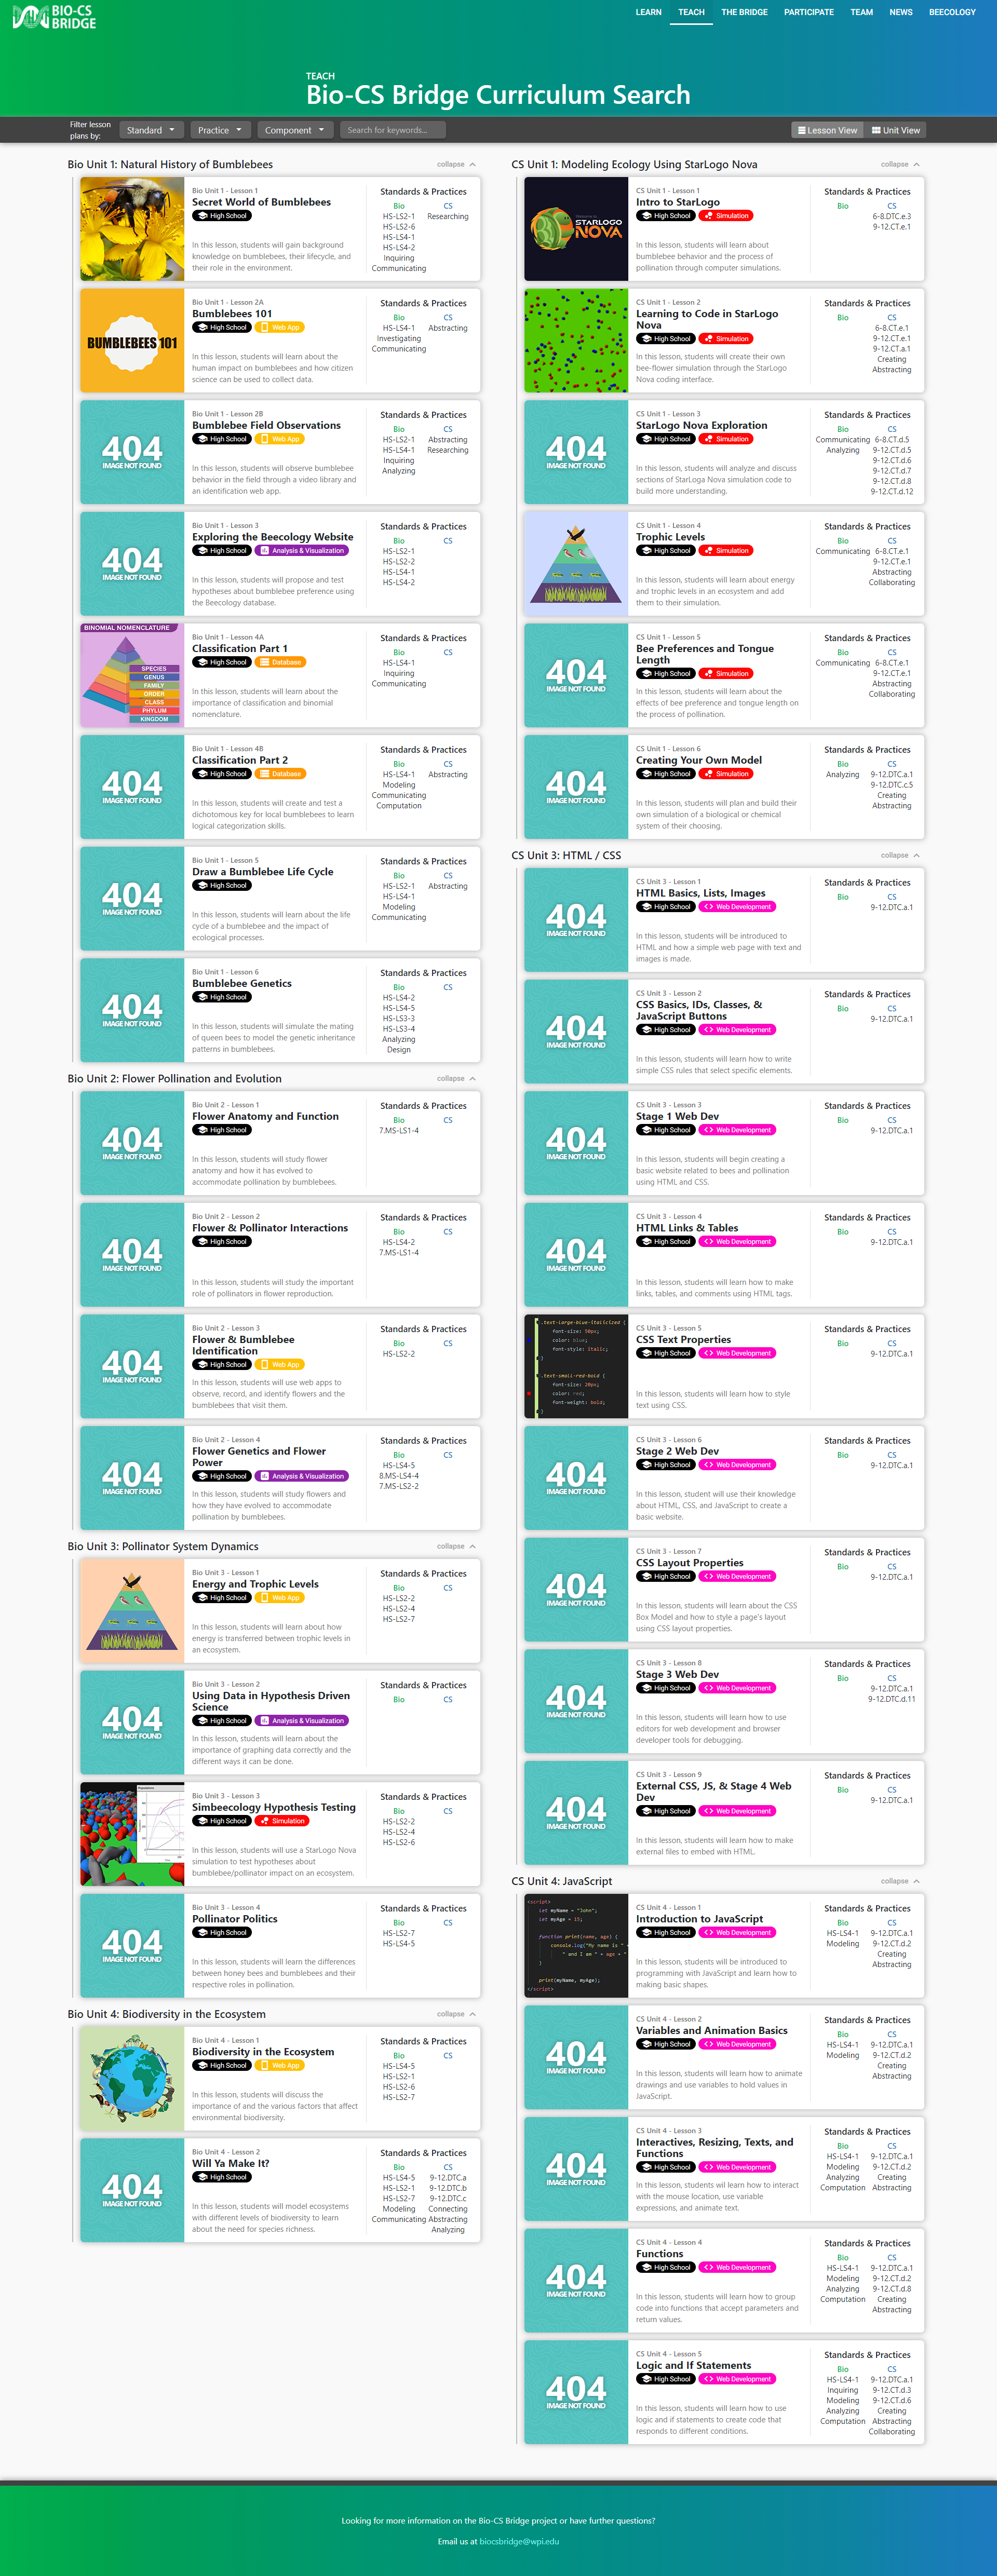 BIO-CS
BRIDGE
LEARN
TEACH
THE BRIDGE
PARTICIPATE
TEAM
NEWS
BEECOLOGY
TEACH
Bio-CS Bridge Curriculum Search
Filter lesson
plans by:
Standard
Practice
Component
Search for keywords...
Lesson View
Unit View
Bio Unit 1: Natural History of Bumblebees
collapse
Bio Unit 1 - Lesson 1
Secret World of Bumblebees
High School
In this lesson, students will gain background
knowledge on bumblebees, their lifecycle, and
their role in the environment.
Standards & Practices
Bio
HS-LS2-1
HS-LS2-6
HS-LS4-1
HS-LS4-2
Inquiring
Communicating
CS
Researching
BUMBLEBEES 101
Bio Unit 1 - Lesson 2A
Bumblebees 101
High School
Web App
In this lesson, students will learn about the
human impact on bumblebees and how citizen
science can be used to collect data.
Standards & Practices
Bio
HS-LS4-1
Investigating
Communicating
CS
Abstracting
404
IMAGE NOT FOUND
Bio Unit 1 - Lesson 2B
Bumblebee Field Observations
High School
Web App
In this lesson, students will observe bumblebee
behavior in the field through a video library and
an identification web app.
Standards & Practices
Bio
HS-LS2-1
HS-LS4-1
Inquiring
Analyzing
CS
Abstracting
Researching
404
IMAGE NOT FOUND
Bio Unit 1 - Lesson 3
Exploring the Beecology Website
High School
Analysis & Visualization
In this lesson, students will propose and test
hypotheses about bumblebee preference using
the Beecology database.
Standards & Practices
Bio
HS-LS2-1
HS-LS2-2
HS-LS4-1
HS-LS4-2
CS
BINOMIAL NOMENCLATURE
SPECIES
GENUS
FAMILY
ORDER
CLASS
PHYLUM
KINGDOM
Bio Unit 1 - Lesson 4A
Classification Part 1
High School
Database
In this lesson, students will learn about the
importance of classification and binomial
nomenclature.
Standards & Practices
Bio
HS-LS4-1
Inquiring
Communicating
CS
404
IMAGE NOT FOUND
Bio Unit 1 - Lesson 4B
Classification Part 2
High School
Database
In this lesson, students will create and test a
dichotomous key for local bumblebees to learn
logical categorization skills.
Standards & Practices
Bio
HS-LS4-1
Modeling
Communicating
Computation
CS
Abstracting
404
IMAGE NOT FOUND
Bio Unit 1 - Lesson 5
Draw a Bumblebee Life Cycle
High School
In this lesson, students will learn about the life
cycle of a bumblebee and the impact of
ecological processes.
Standards & Practices
Bio
HS-LS2-1
HS-LS4-1
Modeling
Communicating
CS
Abstracting
404
IMAGE NOT FOUND
Bio Unit 1 - Lesson 6
Bumblebee Genetics
High School
In this lesson, students will simulate the mating
of queen bees to model the genetic inheritance
patterns in bumblebees.
Standards & Practices
Bio
HS-LS4-2
HS-LS4-5
HS-LS3-3
HS-LS3-4
Analyzing
Design
CS
Bio Unit 2: Flower Pollination and Evolution
collapse
404
IMAGE NOT FOUND
Bio Unit 2 - Lesson 1
Flower Anatomy and Function
High School
In this lesson, students will study flower
anatomy and how it has evolved to
accommodate pollination by bumblebees.
Standards & Practices
Bio
7.MS-LS1-4
CS
404
IMAGE NOT FOUND
Bio Unit 2 - Lesson 2
Flower & Pollinator Interactions
High School
In this lesson, students will study the important
role of pollinators in flower reproduction.
Standards & Practices
Bio
HS-LS4-2
7.MS-LS1-4
CS
404
IMAGE NOT FOUND
Bio Unit 2 - Lesson 3
Flower & Bumblebee
Identification
High School
Web App
In this lesson, students will use web apps to
observe, record, and identify flowers and the
bumblebees that visit them.
Standards & Practices
Bio
HS-LS2-2
CS
404
IMAGE NOT FOUND
Bio Unit 2 - Lesson 4
Flower Genetics and Flower
Power
High School
Analysis & Visualization
In this lesson, students will study flowers and
how they have evolved to accommodate
pollination by bumblebees.
Standards & Practices
Bio
HS-LS4-5
8.MS-LS4-4
7.MS-LS2-2
CS
Bio Unit 3: Pollinator System Dynamics
collapse
Bio Unit 3 - Lesson 1
Energy and Trophic Levels
High School
Web App
In this lesson, students will learn about how
energy is transferred between trophic levels in
an ecosystem.
Standards & Practices
Bio
HS-LS2-2
HS-LS2-4
HS-LS2-7
CS
404
IMAGE NOT FOUND
Bio Unit 3 - Lesson 2
Using Data in Hypothesis Driven
Science
High School
Analysis & Visualization
In this lesson, students will learn about the
importance of graphing data correctly and the
different ways it can be done.
Standards & Practices
Bio
CS
Bio Unit 3 - Lesson 3
Simbeecology Hypothesis Testing
High School
Simulation
In this lesson, students will use a StarLogo Nova
simulation to test hypotheses about
bumblebee/pollinator impact on an ecosystem.
Standards & Practices
Bio
HS-LS2-2
HS-LS2-4
HS-LS2-6
CS
404
IMAGE NOT FOUND
Bio Unit 3 - Lesson 4
Pollinator Politics
High School
In this lesson, students will learn the differences
between honey bees and bumblebees and their
respective roles in pollination.
Standards & Practices
Bio
HS-LS2-7
HS-LS4-5
CS
Bio Unit 4: Biodiversity in the Ecosystem
collapse
Bio Unit 4 - Lesson 1
Biodiversity in the Ecosystem
High School
Web App
In this lesson, students will discuss the
importance of and the various factors that affect
environmental biodiversity.
Standards & Practices
Bio
HS-LS4-5
HS-LS2-1
HS-LS2-6
HS-LS2-7
CS
404
IMAGE NOT FOUND
Bio Unit 4 - Lesson 2
Will Ya Make It?
High School
In this lesson, students will model ecosystems
with different levels of biodiversity to learn
about the need for species richness.
Standards & Practices
Bio
HS-LS4-5
HS-LS2-1
HS-LS2-7
Modeling
Communicating
CS
9-12.DTC.a
9-12.DTC.b
9-12.DTC.c
Connecting
Abstracting
Analyzing
CS Unit 1: Modeling Ecology Using StarLogo Nova
collapse
STARLOGO
NOVA
CS Unit 1 - Lesson 1
Intro to StarLogo
High School
Simulation
In this lesson, students will learn about
bumblebee behavior and the process of
pollination through computer simulations.
Standards & Practices
Bio
CS
6-8.DTC.e.3
9-12.CT.e.1
CS Unit 1 - Lesson 2
Learning to Code in StarLogo
Nova
High School
Simulation
In this lesson, students will create their own
bee-flower simulation through the StarLogo
Nova coding interface.
Standards & Practices
Bio
CS
6-8.CT.e.1
9-12.CT.e.1
9-12.CT.a.1
Creating
Abstracting
404
IMAGE NOT FOUND
CS Unit 1 - Lesson 3
StarLogo Nova Exploration
High School
Simulation
In this lesson, students will analyze and discuss
sections of StarLoga Nova simulation code to
build more understanding.
Standards & Practices
Bio
Communicating
Analyzing
CS
6-8.CT.d.5
9-12.CT.d.5
9-12.CT.d.6
9-12.CT.d.7
9-12.CT.d.8
9-12.CT.d.12
CS Unit 1 - Lesson 4
Trophic Levels
High School
Simulation
In this lesson, students will learn about energy
and trophic levels in an ecosystem and add
them to their simulation.
Standards & Practices
Bio
Communicating
CS
6-8.CT.e.1
9-12.CT.e.1
Abstracting
Collaborating
404
IMAGE NOT FOUND
CS Unit 1 - Lesson 5
Bee Preferences and Tongue
Length
High School
Simulation
In this lesson, students will learn about the
effects of bee preference and tongue length on
the process of pollination.
Standards & Practices
Bio
Communicating
CS
6-8.CT.e.1
9-12.CT.e.1
Abstracting
Collaborating
404
IMAGE NOT FOUND
CS Unit 1 - Lesson 6
Creating Your Own Model
High School
Simulation
In this lesson, students will plan and build their
own simulation of a biological or chemical
system of their choosing.
Standards & Practices
Bio
Analyzing
CS
9-12.CT.a.1
9-12.DTC.c.5
Creating
Abstracting
CS Unit 3: HTML / CSS
collapse
404
IMAGE NOT FOUND
CS Unit 3 - Lesson 1
HTML Basics, Lists, Images
High School
Web Development
In this lesson, students will be introduced to
HTML and how a simple web page with text and
images is made.
Standards & Practices
Bio
CS
9-12.DTC.a.1
404
IMAGE NOT FOUND
CS Unit 3 - Lesson 2
CSS Basics, IDs, Classes, &
JavaScript Buttons
High School
Web Development
In this lesson, students will learn how to write
simple CSS rules that select specific elements.
Standards & Practices
Bio
CS
9-12.DTC.a.1
404
IMAGE NOT FOUND
CS Unit 3 - Lesson 3
Stage 1 Web Dev
High School
Web Development
In this lesson, students will begin creating a
basic website related to bees and pollination
using HTML and CSS.
Standards & Practices
Bio
CS
9-12.DTC.a.1
404
IMAGE NOT FOUND
CS Unit 3 - Lesson 4
HTML Links & Tables
High School
Web Development
In this lesson, students will learn how to make
links, tables, and comments using HTML tags.
Standards & Practices
Bio
CS
9-12.DTC.a.1
.text-large-blue-italicized {
font-size: 50px;
color: blue;
font-style: italic;
}
.text-small-red-bold {
font-size: 20px;
color: red;
font-weight: bold;
}
CS Unit 3 - Lesson 5
CSS Text Properties
High School
Web Development
In this lesson, students will learn how to style
text using CSS.
Standards & Practices
Bio
CS
9-12.DTC.a.1
404
IMAGE NOT FOUND
CS Unit 3 - Lesson 6
Stage 2 Web Dev
High School
Web Development
In this lesson, student will use their knowledge
about HTML, CSS, and JavaScript to create a
basic website.
Standards & Practices
Bio
CS
9-12.DTC.a.1
404
IMAGE NOT FOUND
CS Unit 3 - Lesson 7
CSS Layout Properties
High School
Web Development
In this lesson, students will learn about the CSS
Box Model and how to style a page's layout
using CSS layout properties.
Standards & Practices
Bio
CS
9-12.DTC.a.1
404
IMAGE NOT FOUND
CS Unit 3 - Lesson 8
Stage 3 Web Dev
High School
Web Development
In this lesson, students will learn how to use
editors for web development and browser
developer tools for debugging.
Standards & Practices
Bio
CS
9-12.DTC.a.1
9-12.DTC.d.11
404
IMAGE NOT FOUND
CS Unit 3 - Lesson 9
External CSS, JS, & Stage 4 Web
Dev
High School
Web Development
In this lesson, students will learn how to make
external files to embed with HTML.
Standards & Practices
Bio
CS
9-12.DTC.a.1
CS Unit 4: JavaScript
collapse
<script>
let myName = "John";
let myAge = 15;
function print(name, age) {
console.log("My name is " +
" and I am " + age + "
}
print(myName, myAge);
</script>
CS Unit 4 - Lesson 1
Introduction to JavaScript
High School
Web Development
In this lesson, students will be introduced to
programming with JavaScript and learn how to
making basic shapes.
Standards & Practices
Bio
HS-LS4-1
Modeling
CS
9-12.DTC.a.1
9-12.CT.d.2
Creating
Abstracting
404
IMAGE NOT FOUND
CS Unit 4 - Lesson 2
Variables and Animation Basics
High School
Web Development
In this lesson, students will learn how to animate
drawings and use variables to hold values in
JavaScript.
Standards & Practices
Bio
HS-LS4-1
Modeling
CS
9-12.DTC.a.1
9-12.CT.d.2
Creating
Abstracting
404
IMAGE NOT FOUND
CS Unit 4 - Lesson 3
Interactives, Resizing, Texts, and
Functions
High School
Web Development
In this lesson, students wil learn how to interact
with the mouse location, use variable
expressions, and animate text.
Standards & Practices
Bio
HS-LS4-1
Modeling
Analyzing
Computation
CS
9-12.DTC.a.1
9-12.CT.d.2
Creating
Abstracting
404
IMAGE NOT FOUND
CS Unit 4 - Lesson 4
Functions
High School
Web Development
In this lesson, students will learn how to group
code into functions that accept parameters and
return values.
Standards & Practices
Bio
HS-LS4-1
Modeling
Analyzing
Computation
CS
9-12.DTC.a.1
9-12.CT.d.2
9-12.CT.d.8
Creating
Abstracting
404
IMAGE NOT FOUND
CS Unit 4 - Lesson 5
Logic and If Statements
High School
Web Development
In this lesson, students will learn how to use
logic and if statements to create code that
responds to different conditions.
Standards & Practices
Bio
HS-LS4-1
Inquiring
Modeling
Analyzing
Computation
CS
9-12.DTC.a.1
9-12.CT.d.3
9-12.CT.d.6
Creating
Abstracting
Collaborating
Looking for more information on the Bio-CS Bridge project or have further questions?
Email us at biocsbridge@wpi.edu